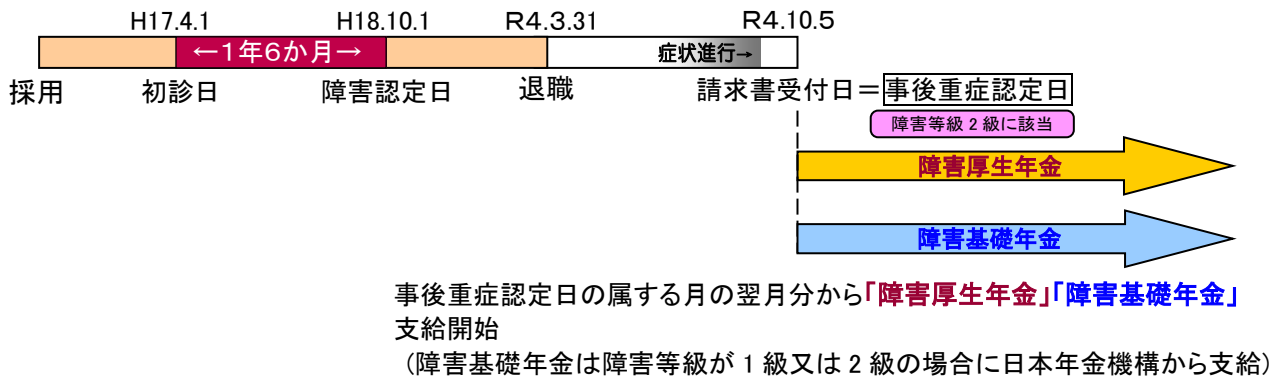 H17.4.1 H18.10.1 R4.3.31 R4.10.5
←1年6か月→ 症状進行→
採用 初診日 障害認定日 退職 請求書受付日＝事後重症認定日
障害等級２級に該当
障害厚生年金
障害基礎年金
事後重症認定日の属する月の翌月分から「障害厚生年金」「障害基礎年金」
支給開始
（障害基礎年金は障害等級が１級又は２級の場合に日本年金機構から支給）